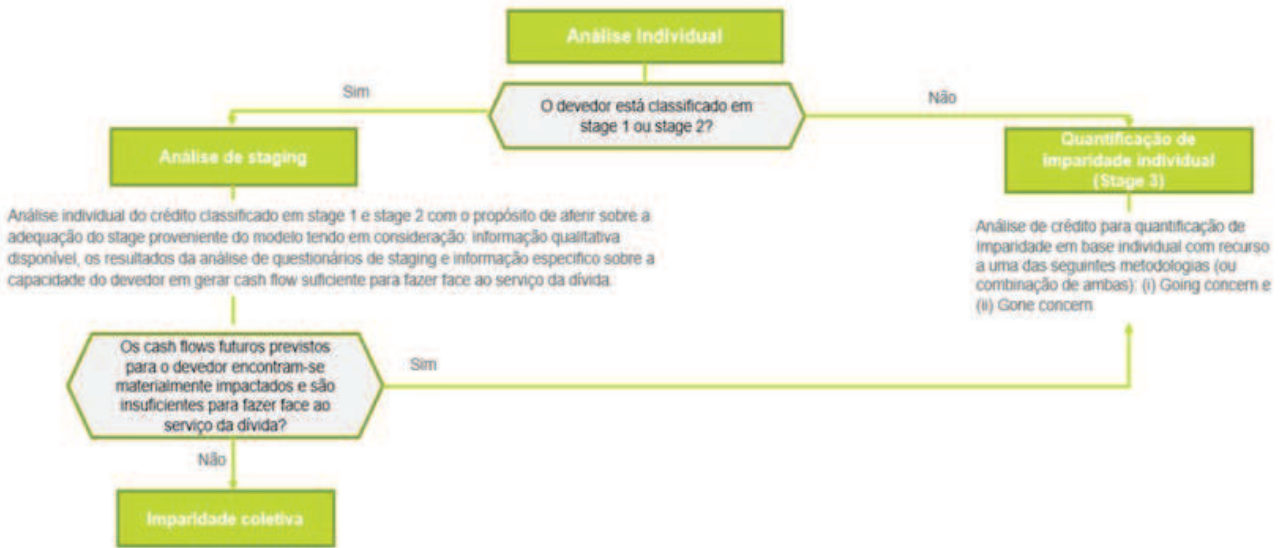 Análise Individual
Sim
O devedor está classificado em
stage 1 ou stage 2?
Não
Análise de staging
Quantificação de
imparidade individual
(Stage 3)
Análise individual do crédito classificado em stage 1 e stage 2 com o propósito de aferir sobre a
adequação do stage proveniente do modelo tendo em consideração: informação qualitativa
disponível, os resultados da análise de questionários de staging e informação especifico sobre a
capacidade do devedor em gerar cash flow suficiente para fazer face ao serviço da dívida.
Análise de crédito para quantificação de
imparidade em base individual com recurso
a uma das seguintes metodologias (ou
combinação de ambas): (i) Going concern e
(ii) Gone concern
Os cash flows futuros previstos
para o devedor encontram-se
materialmente impactados e são
insuficientes para fazer face ao
serviço da dívida?
Sim
Não
Imparidade coletiva